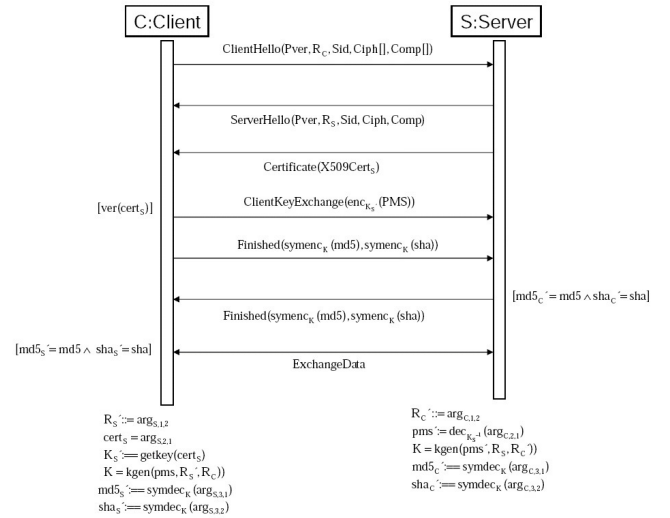 C:Client
S:Server
ClientHello(Pver, R_C, Sid, Ciph[], Comp[])
ServerHello(Pver, R_S, Sid, Ciph, Comp)
Certificate(X509Cert_S)
[ver(cert_S)]
ClientKeyExchange(enc_K_S´(PMS))
Finished(symenc_K(md5), symenc_K(sha))
[md5_C´=md5 ∧ sha_C´=sha]
Finished(symenc_K(md5), symenc_K(sha))
[md5_S´=md5 ∧ sha_S´=sha]
ExchangeData
R_S´::= arg_S,1,2
cert_S = arg_S,2,1
K_S´:== getkey(cert_S)
K = kgen(pms, R_S´, R_C))
md5_S´:== symdec_K(arg_S,3,1)
sha_S´:== symdec_K(arg_S,3,2)
R_C´::= arg_C,1,2
pms´:= dec_K_S⁻¹(arg_C,2,1)
K = kgen(pms´, R_S, R_C´))
md5_C´:== symdec_K(arg_C,3,1)
sha_C´:== symdec_K(arg_C,3,2)